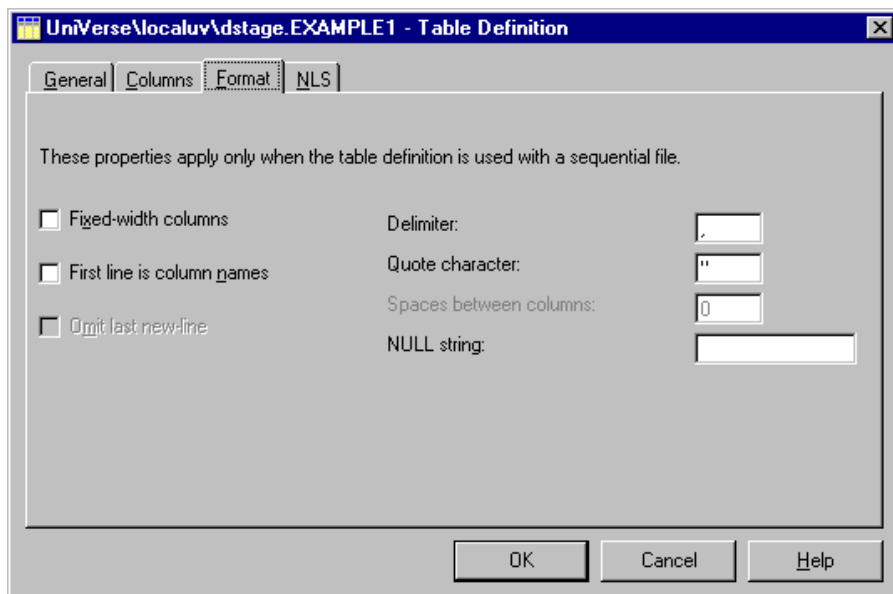 UniVerse\localuv\dstage.EXAMPLE1 - Table Definition
General Columns Format NLS
These properties apply only when the table definition is used with a sequential file.
Fixed-width columns
Delimiter: ,
First line is column names
Quote character: "
Spaces between columns: 0
Omit last new-line
NULL string:
OK Cancel Help